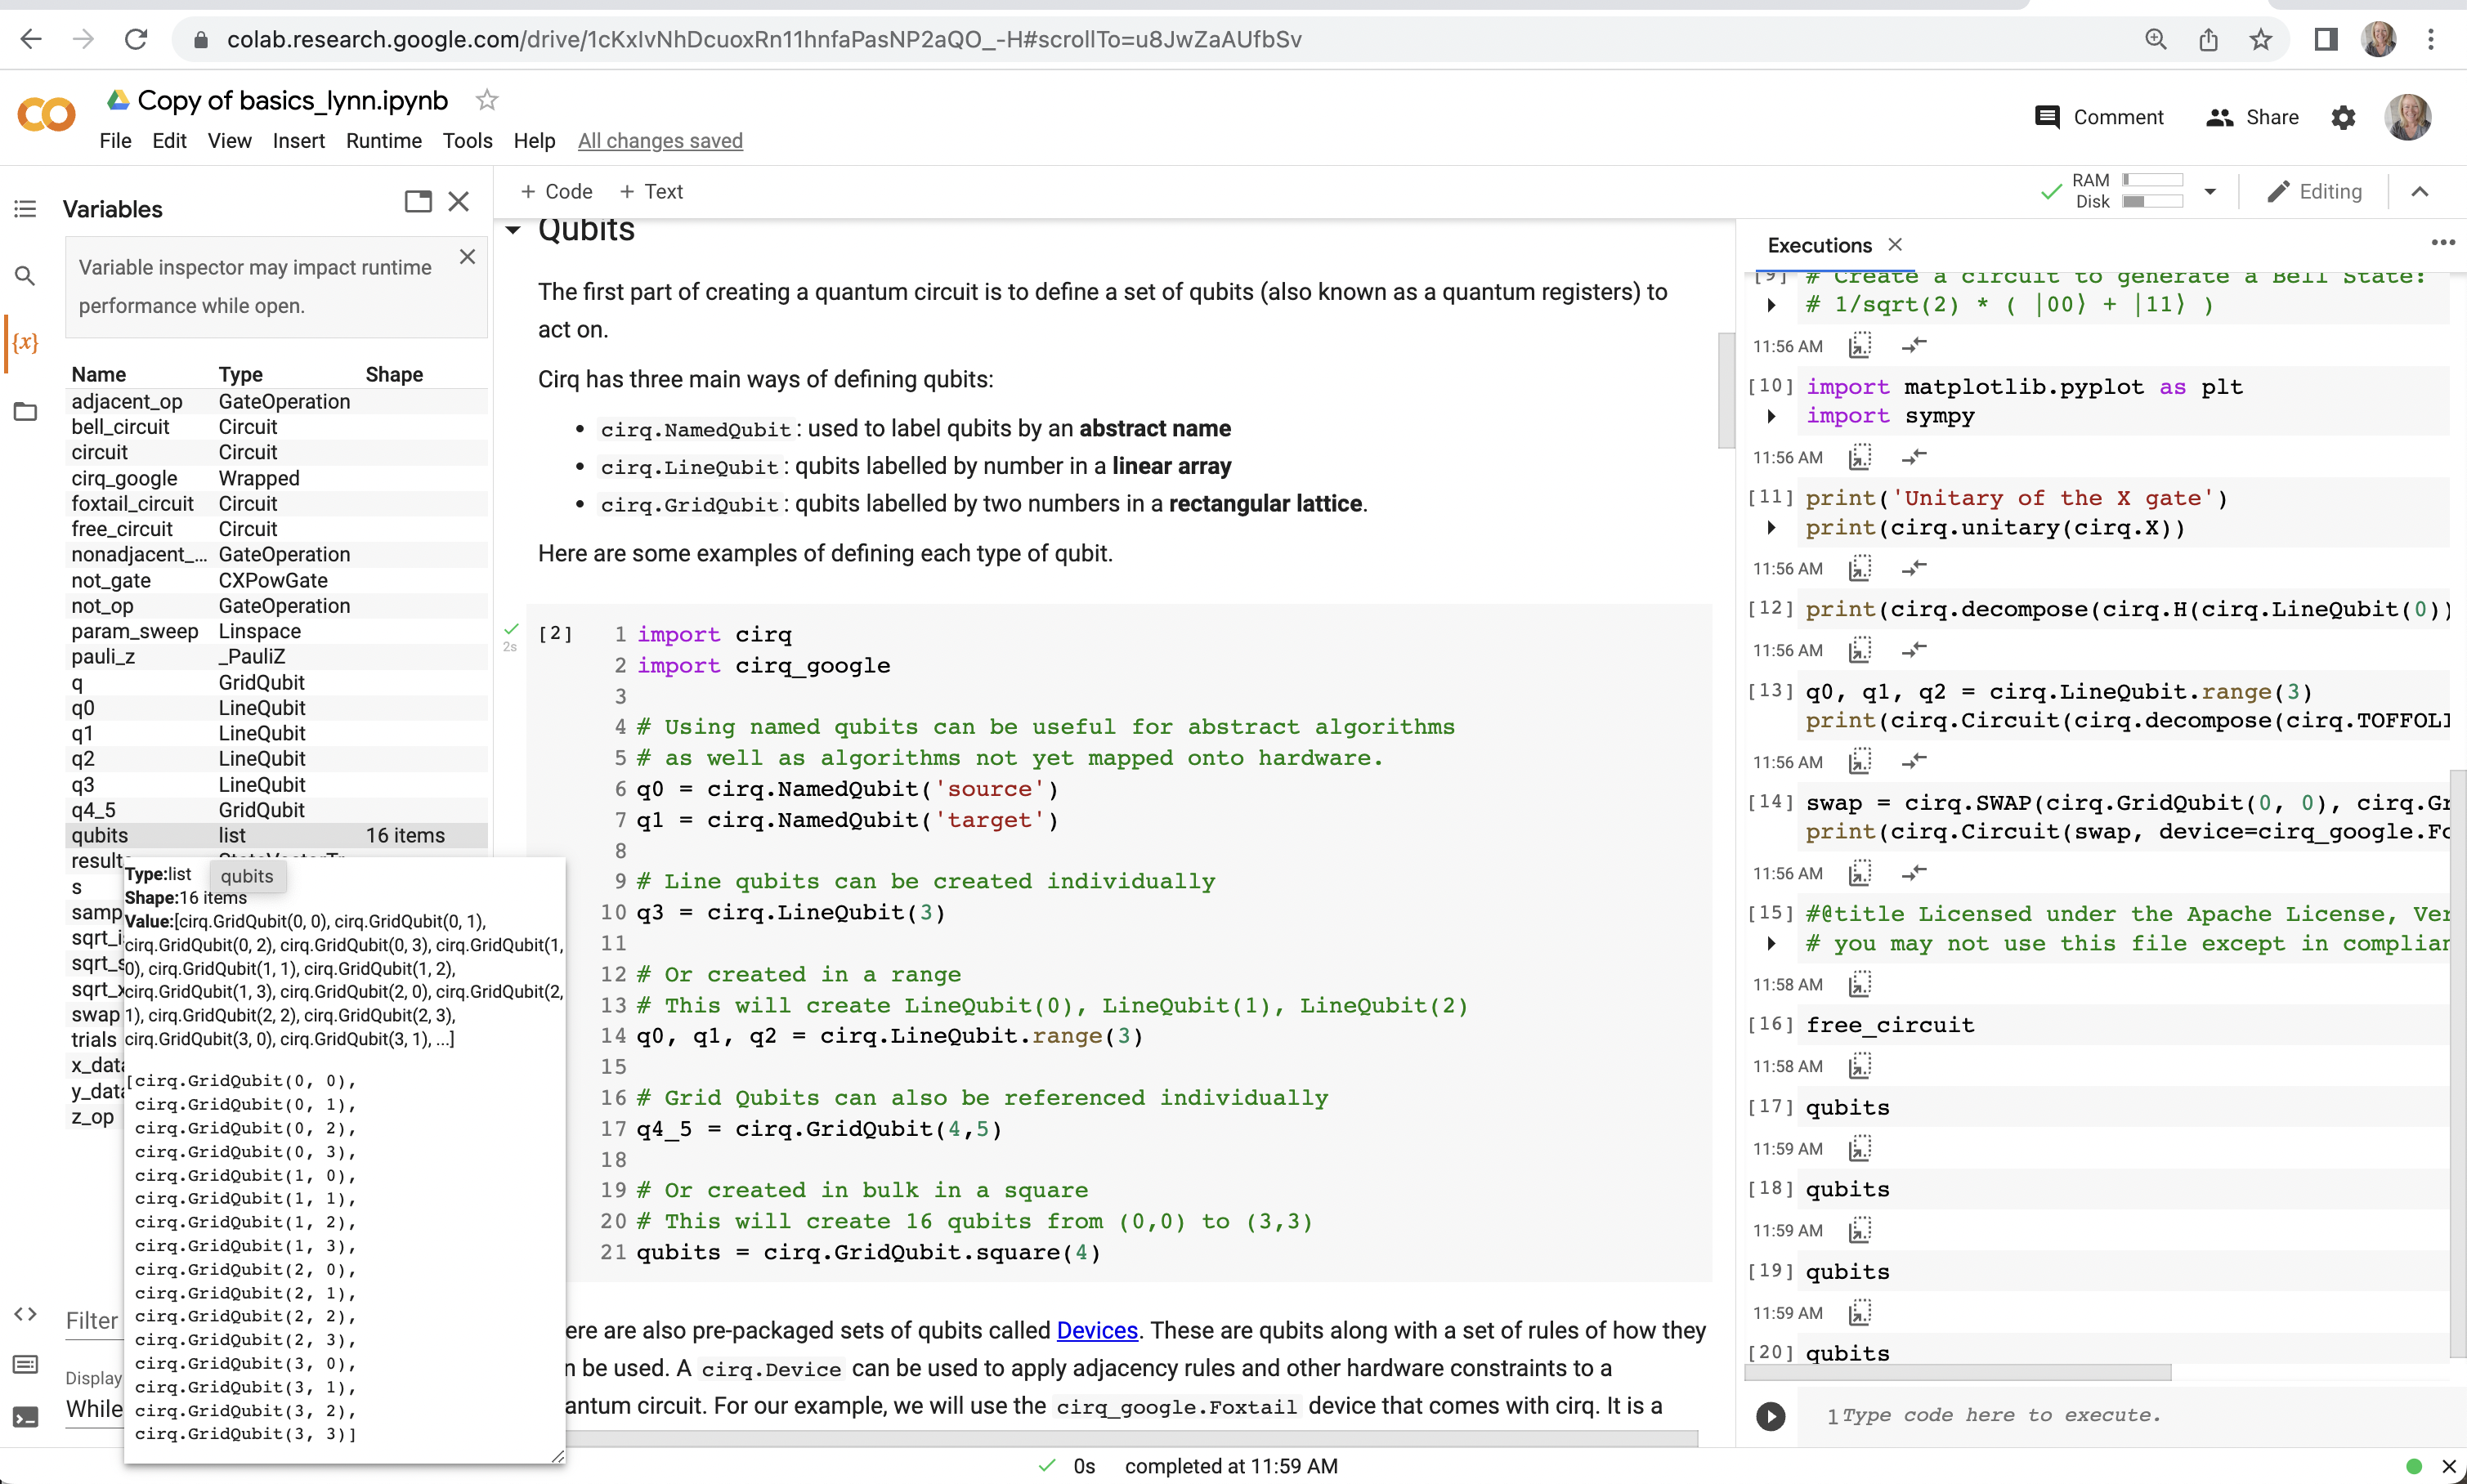 colab.research.google.com/drive/1cKxIvNhDcuoxRn11hnfaPasNP2aQO_-H#scrollTo=u8JwZaAUfbSv
Copy of basics_lynn.ipynb
File Edit View Insert Runtime Tools Help All changes saved
Comment Share
Variables
Variable inspector may impact runtime
performance while open.
Name Type Shape
adjacent_op GateOperation
bell_circuit Circuit
circuit Circuit
cirq_google Wrapped
foxtail_circuit Circuit
free_circuit Circuit
nonadjacent_... GateOperation
not_gate CXPowGate
not_op GateOperation
param_sweep Linspace
pauli_z _PauliZ
q GridQubit
q0 LineQubit
q1 LineQubit
q2 LineQubit
q3 LineQubit
q4_5 GridQubit
qubits list 16 items
results
s
samp
sqrt_i
sqrt_s
sqrt_x
swap
trials
x_data
y_data
z_op
qubits
Type:list
Shape:16 items
Value:[cirq.GridQubit(0, 0), cirq.GridQubit(0, 1),
cirq.GridQubit(0, 2), cirq.GridQubit(0, 3), cirq.GridQubit(1,
0), cirq.GridQubit(1, 1), cirq.GridQubit(1, 2),
cirq.GridQubit(1, 3), cirq.GridQubit(2, 0), cirq.GridQubit(2,
1), cirq.GridQubit(2, 2), cirq.GridQubit(2, 3),
cirq.GridQubit(3, 0), cirq.GridQubit(3, 1), ...]
[cirq.GridQubit(0, 0),
cirq.GridQubit(0, 1),
cirq.GridQubit(0, 2),
cirq.GridQubit(0, 3),
cirq.GridQubit(1, 0),
cirq.GridQubit(1, 1),
cirq.GridQubit(1, 2),
cirq.GridQubit(1, 3),
cirq.GridQubit(2, 0),
cirq.GridQubit(2, 1),
cirq.GridQubit(2, 2),
cirq.GridQubit(2, 3),
cirq.GridQubit(3, 0),
cirq.GridQubit(3, 1),
cirq.GridQubit(3, 2),
cirq.GridQubit(3, 3)]
Filter
Display
While
+ Code + Text
RAM
Disk
Editing
Qubits
The first part of creating a quantum circuit is to define a set of qubits (also known as a quantum registers) to
act on.
Cirq has three main ways of defining qubits:
• cirq.NamedQubit: used to label qubits by an abstract name
• cirq.LineQubit: qubits labelled by number in a linear array
• cirq.GridQubit: qubits labelled by two numbers in a rectangular lattice.
Here are some examples of defining each type of qubit.
2s
[2]
1 import cirq
2 import cirq_google
3
4 # Using named qubits can be useful for abstract algorithms
5 # as well as algorithms not yet mapped onto hardware.
6 q0 = cirq.NamedQubit('source')
7 q1 = cirq.NamedQubit('target')
8
9 # Line qubits can be created individually
10 q3 = cirq.LineQubit(3)
11
12 # Or created in a range
13 # This will create LineQubit(0), LineQubit(1), LineQubit(2)
14 q0, q1, q2 = cirq.LineQubit.range(3)
15
16 # Grid Qubits can also be referenced individually
17 q4_5 = cirq.GridQubit(4,5)
18
19 # Or created in bulk in a square
20 # This will create 16 qubits from (0,0) to (3,3)
21 qubits = cirq.GridQubit.square(4)
ere are also pre-packaged sets of qubits called Devices. These are qubits along with a set of rules of how they
n be used. A cirq.Device can be used to apply adjacency rules and other hardware constraints to a
antum circuit. For our example, we will use the cirq_google.Foxtail device that comes with cirq. It is a
Executions
[9] # Create a circuit to generate a Bell State:
# 1/sqrt(2) * ( |00⟩ + |11⟩ )
11:56 AM
[10] import matplotlib.pyplot as plt
import sympy
11:56 AM
[11] print('Unitary of the X gate')
print(cirq.unitary(cirq.X))
11:56 AM
[12] print(cirq.decompose(cirq.H(cirq.LineQubit(0))
11:56 AM
[13] q0, q1, q2 = cirq.LineQubit.range(3)
print(cirq.Circuit(cirq.decompose(cirq.TOFFOLI
11:56 AM
[14] swap = cirq.SWAP(cirq.GridQubit(0, 0), cirq.Gr
print(cirq.Circuit(swap, device=cirq_google.Fo
11:56 AM
[15] #@title Licensed under the Apache License, Ver
# you may not use this file except in complian
11:58 AM
[16] free_circuit
11:58 AM
[17] qubits
11:59 AM
[18] qubits
11:59 AM
[19] qubits
11:59 AM
[20] qubits
1 Type code here to execute.
0s completed at 11:59 AM